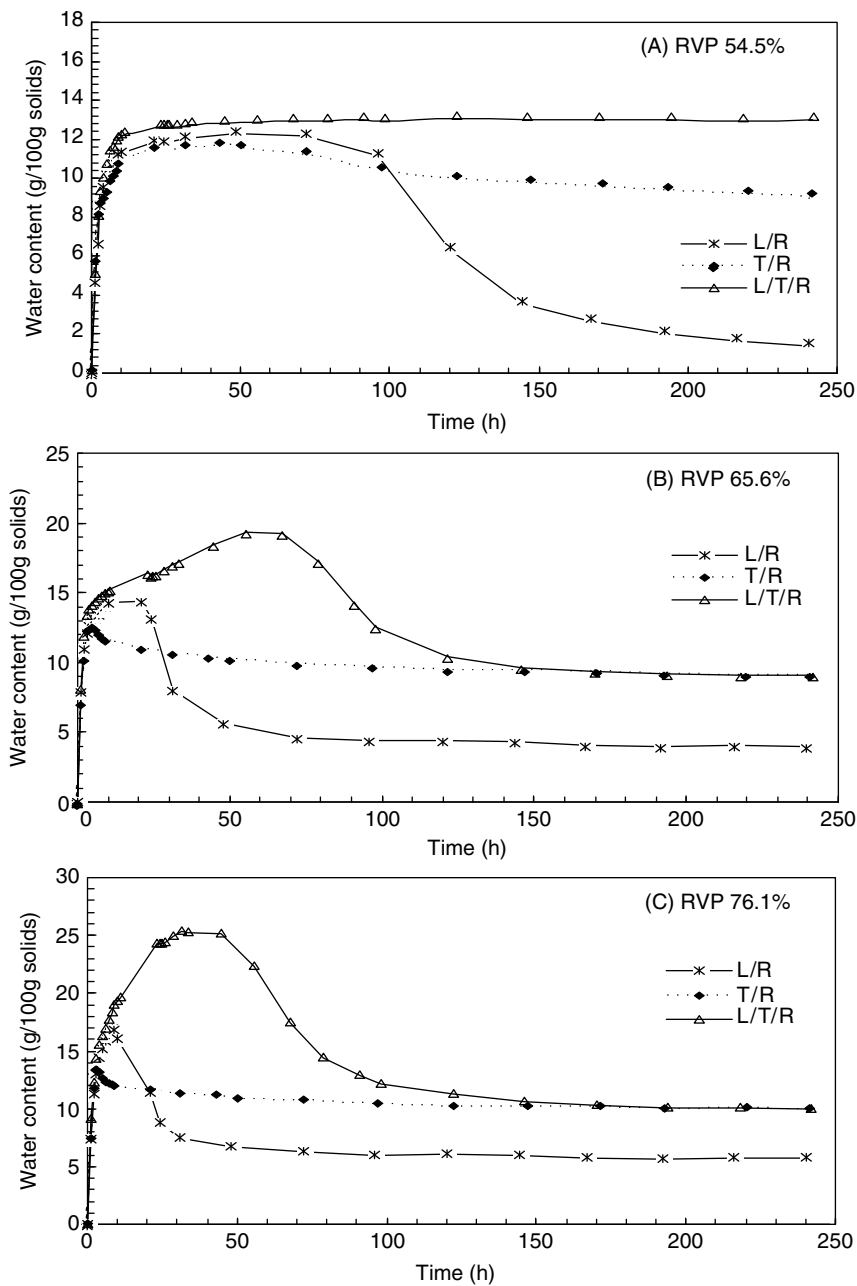 (A) RVP 54.5%
Water content (g/100g solids)
18
16
14
12
10
8
6
4
2
0
L/R
T/R
L/T/R
0
50
100
150
200
250
Time (h)
(B) RVP 65.6%
Water content (g/100g solids)
25
20
15
10
5
0
L/R
T/R
L/T/R
0
50
100
150
200
250
Time (h)
(C) RVP 76.1%
Water content (g/100g solids)
30
25
20
15
10
5
0
L/R
T/R
L/T/R
0
50
100
150
200
250
Time (h)